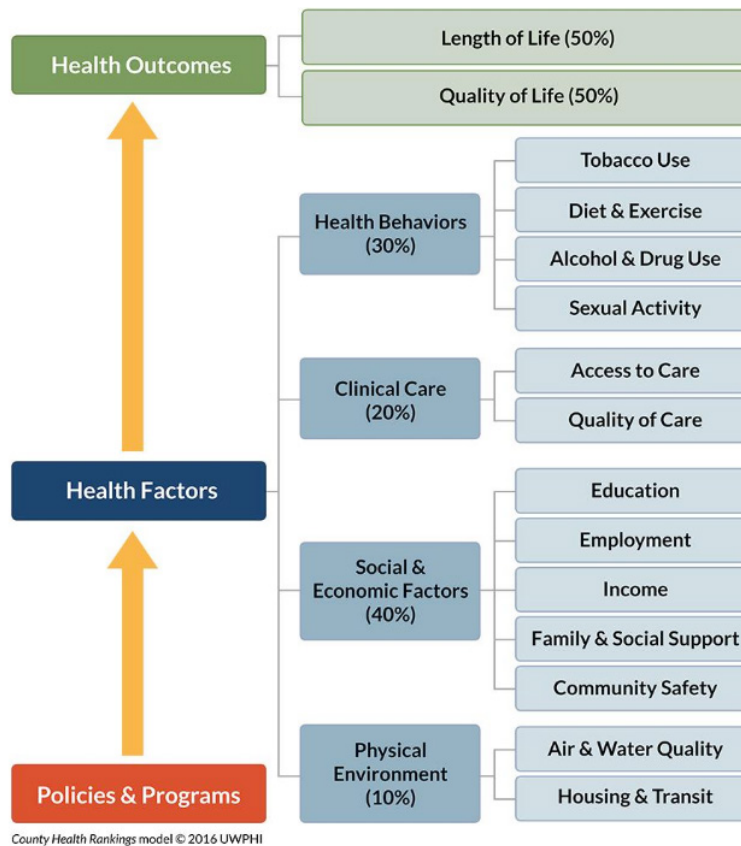 Health Outcomes
Length of Life (50%)
Quality of Life (50%)
Health Behaviors
(30%)
Tobacco Use
Diet & Exercise
Alcohol & Drug Use
Sexual Activity
Clinical Care
(20%)
Access to Care
Quality of Care
Health Factors
Social &
Economic Factors
(40%)
Education
Employment
Income
Family & Social Support
Community Safety
Physical
Environment
(10%)
Air & Water Quality
Housing & Transit
Policies & Programs
County Health Rankings model © 2016 UWPHI